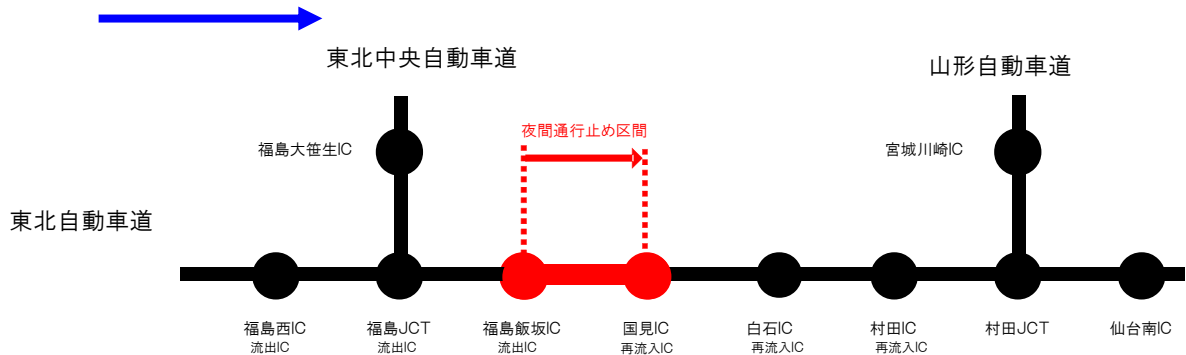 東北中央自動車道
山形自動車道
夜間通行止め区間
福島大笹生IC
宮城川崎IC
東北自動車道
福島西IC
流出IC
福島JCT
流出IC
福島飯坂IC
流出IC
国見IC
再流入IC
白石IC
再流入IC
村田IC
再流入IC
村田JCT
仙台南IC